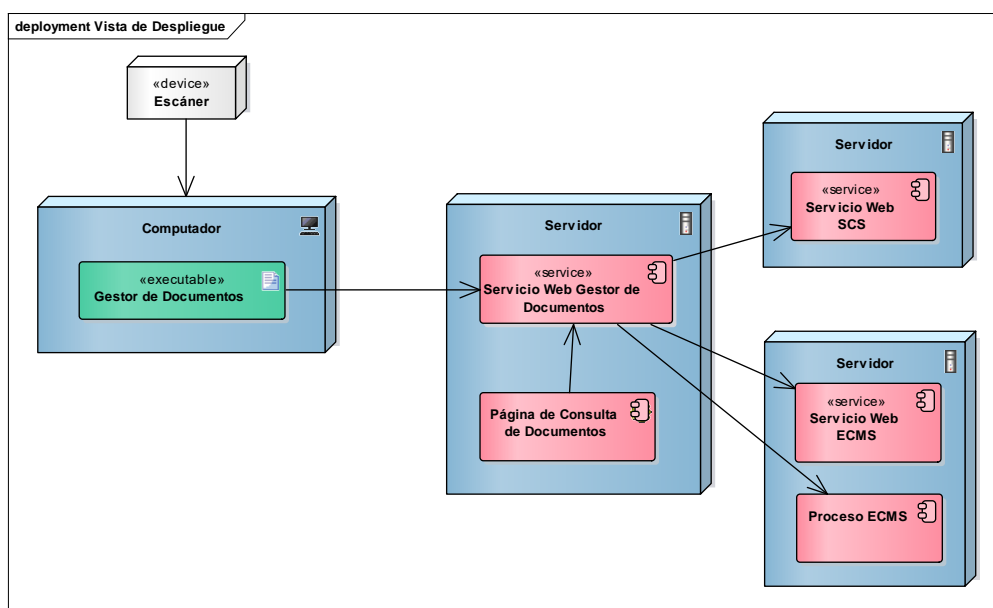 deployment Vista de Despliegue
«device»
Escáner
Computador
«executable»
Gestor de Documentos
Servidor
«service»
Servicio Web Gestor de
Documentos
Página de Consulta
de Documentos
Servidor
«service»
Servicio Web
SCS
Servidor
«service»
Servicio Web
ECMS
Proceso ECMS